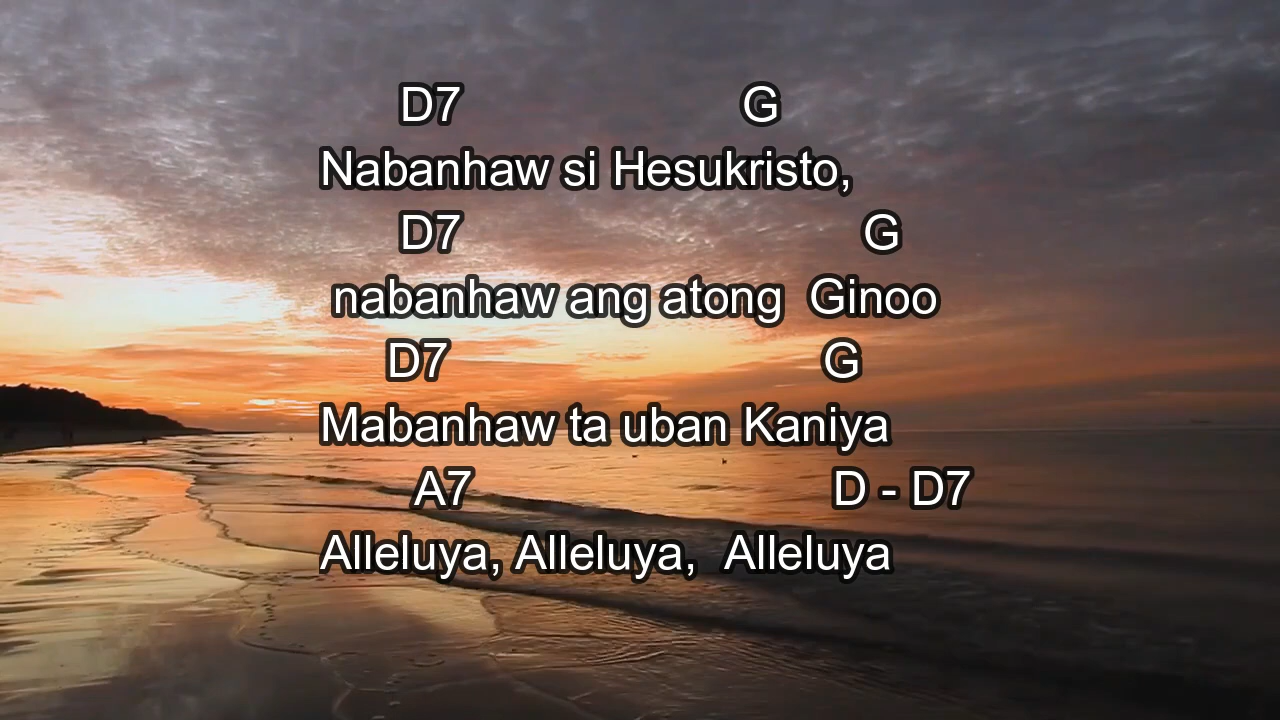 D7 G
Nabanhaw si Hesukristo,
D7 G
nabanhaw ang atong Ginoo
D7 G
Mabanhaw ta uban Kaniya
A7 D - D7
Alleluya, Alleluya, Alleluya